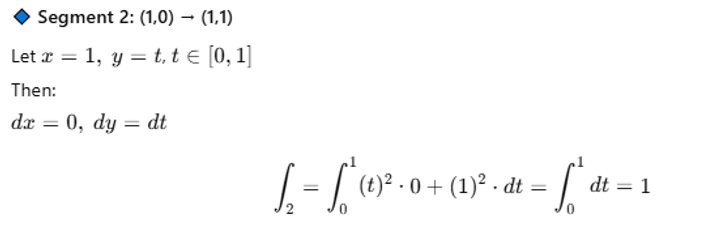 🔷 Segment 2: (1,0) → (1,1)
Let x = 1, y = t, t ∈ [0, 1]
Then:
dx = 0, dy = dt
∫₂ = ∫₀¹ (t)² · 0 + (1)² · dt = ∫₀¹ dt = 1